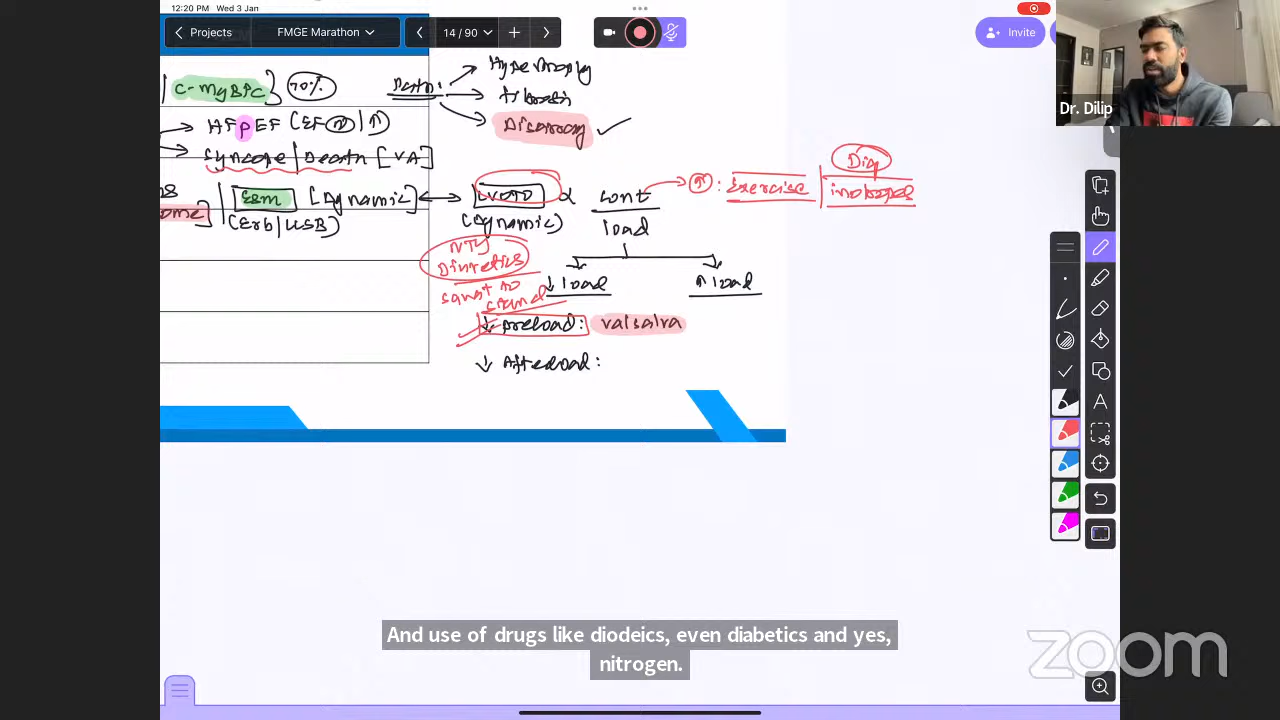 12:20 PM Wed 3 Jan
Projects
FMGE Marathon
14 / 90
Invite
Dr. Dilip
C-MyBPC
70%
Hypertrophy
Fibrosis
Disarray
HFpEF (EF N | ↑)
Syncope | Death [VA]
ESM [Dynamic]
(Erb | LLSB)
LVOTO ∝ cont
load
(Dynamic)
↑ : Exercise
Dig
inotropes
NTG
Diuretics
squat to
stand
↓ load
↑ load
↓ preload: valsalva
↓ Afterload:
And use of drugs like diodeics, even diabetics and yes,
nitrogen.
zoom